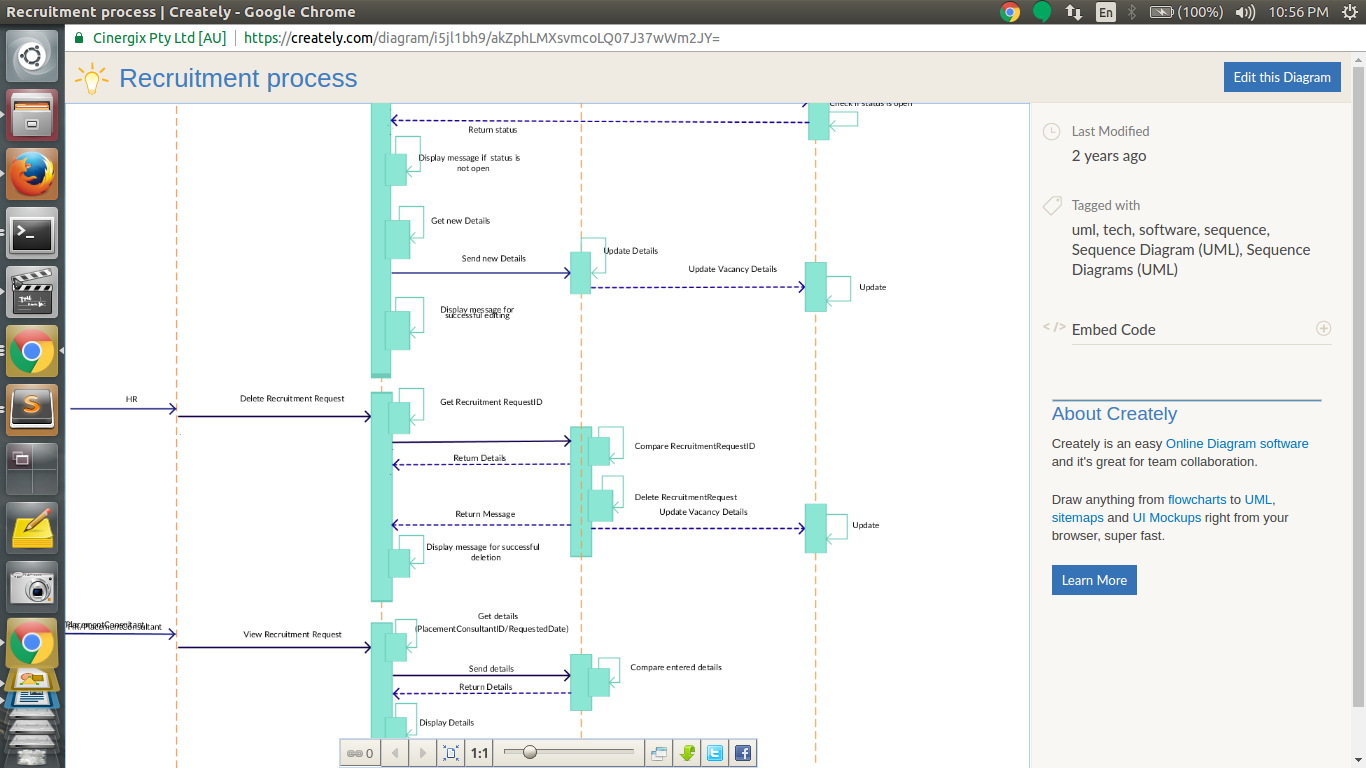 Recruitment process | Creately - Google Chrome
En
(100%)
10:56 PM
Cinergix Pty Ltd [AU]
https://creately.com/diagram/i5jl1bh9/akZphLMXsvmcoLQ07J37wWm2JY=
Recruitment process
Edit this Diagram
Check if status is open
Return status
Display message if status is
not open
Get new Details
Send new Details
Update Details
Update Vacancy Details
Update
Display message for
successful editing
HR
Delete Recruitment Request
Get Recruitment RequestID
Compare RecruitmentRequestID
Return Details
Delete RecruitmentRequest
Update Vacancy Details
Return Message
Update
Display message for successful
deletion
HR/PlacementConsultant
View Recruitment Request
Get details
(PlacementConsultantID/RequestedDate)
Send details
Compare entered details
Return Details
Display Details
0
1:1
Last Modified
2 years ago
Tagged with
uml, tech, software, sequence,
Sequence Diagram (UML), Sequence
Diagrams (UML)
</> Embed Code
About Creately
Creately is an easy Online Diagram software
and it's great for team collaboration.
Draw anything from flowcharts to UML,
sitemaps and UI Mockups right from your
browser, super fast.
Learn More